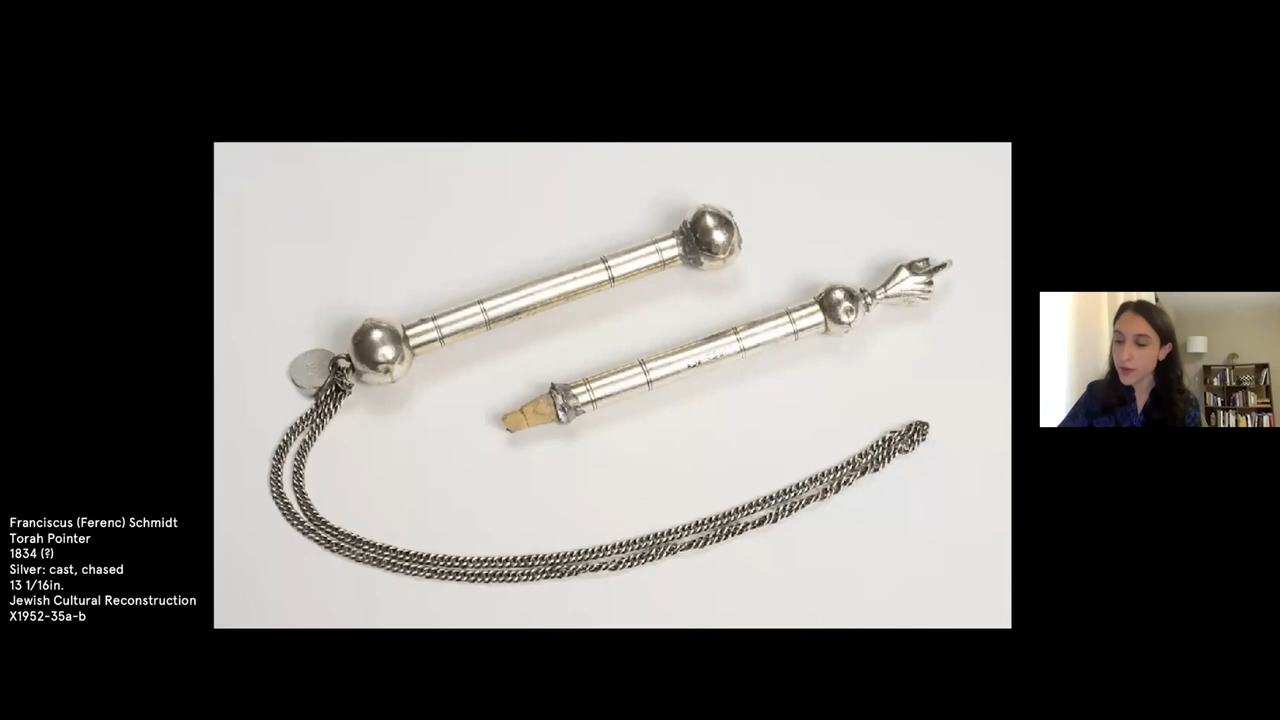 Franciscus (Ferenc) Schmidt
Torah Pointer
1834 (?)
Silver: cast, chased
13 1/16in.
Jewish Cultural Reconstruction
X1952-35a-b